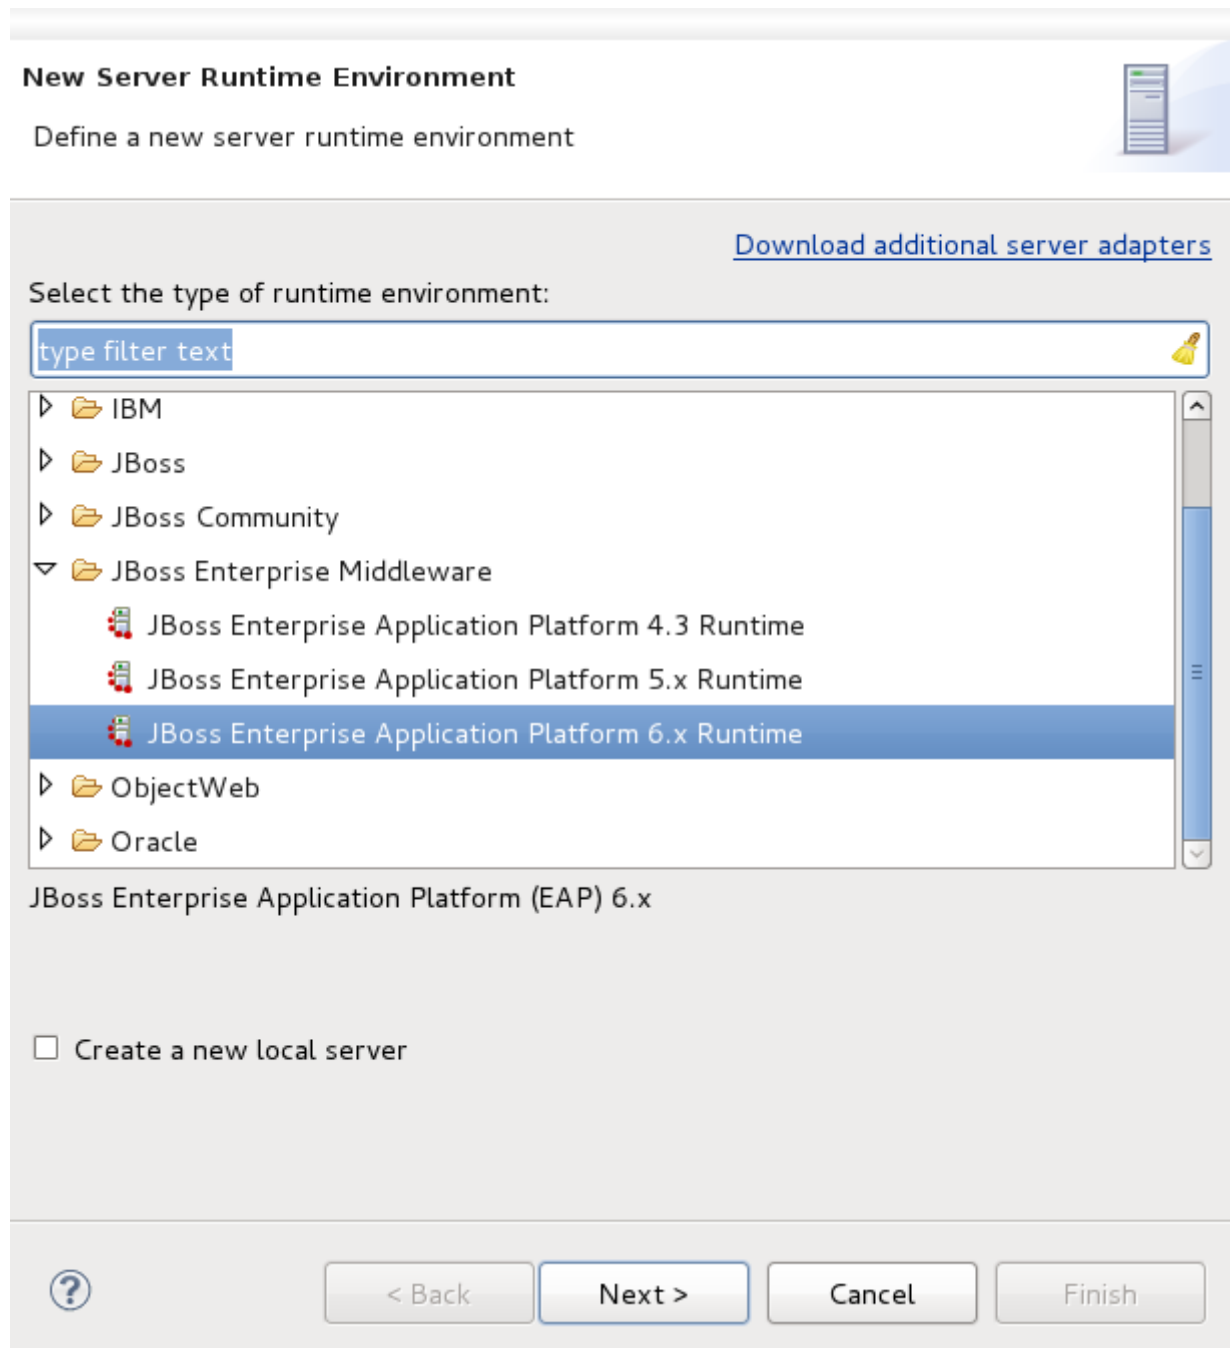 New Server Runtime Environment
Define a new server runtime environment
Download additional server adapters
Select the type of runtime environment:
type filter text
IBM
JBoss
JBoss Community
JBoss Enterprise Middleware
JBoss Enterprise Application Platform 4.3 Runtime
JBoss Enterprise Application Platform 5.x Runtime
JBoss Enterprise Application Platform 6.x Runtime
ObjectWeb
Oracle
JBoss Enterprise Application Platform (EAP) 6.x
Create a new local server
? < Back Next > Cancel Finish